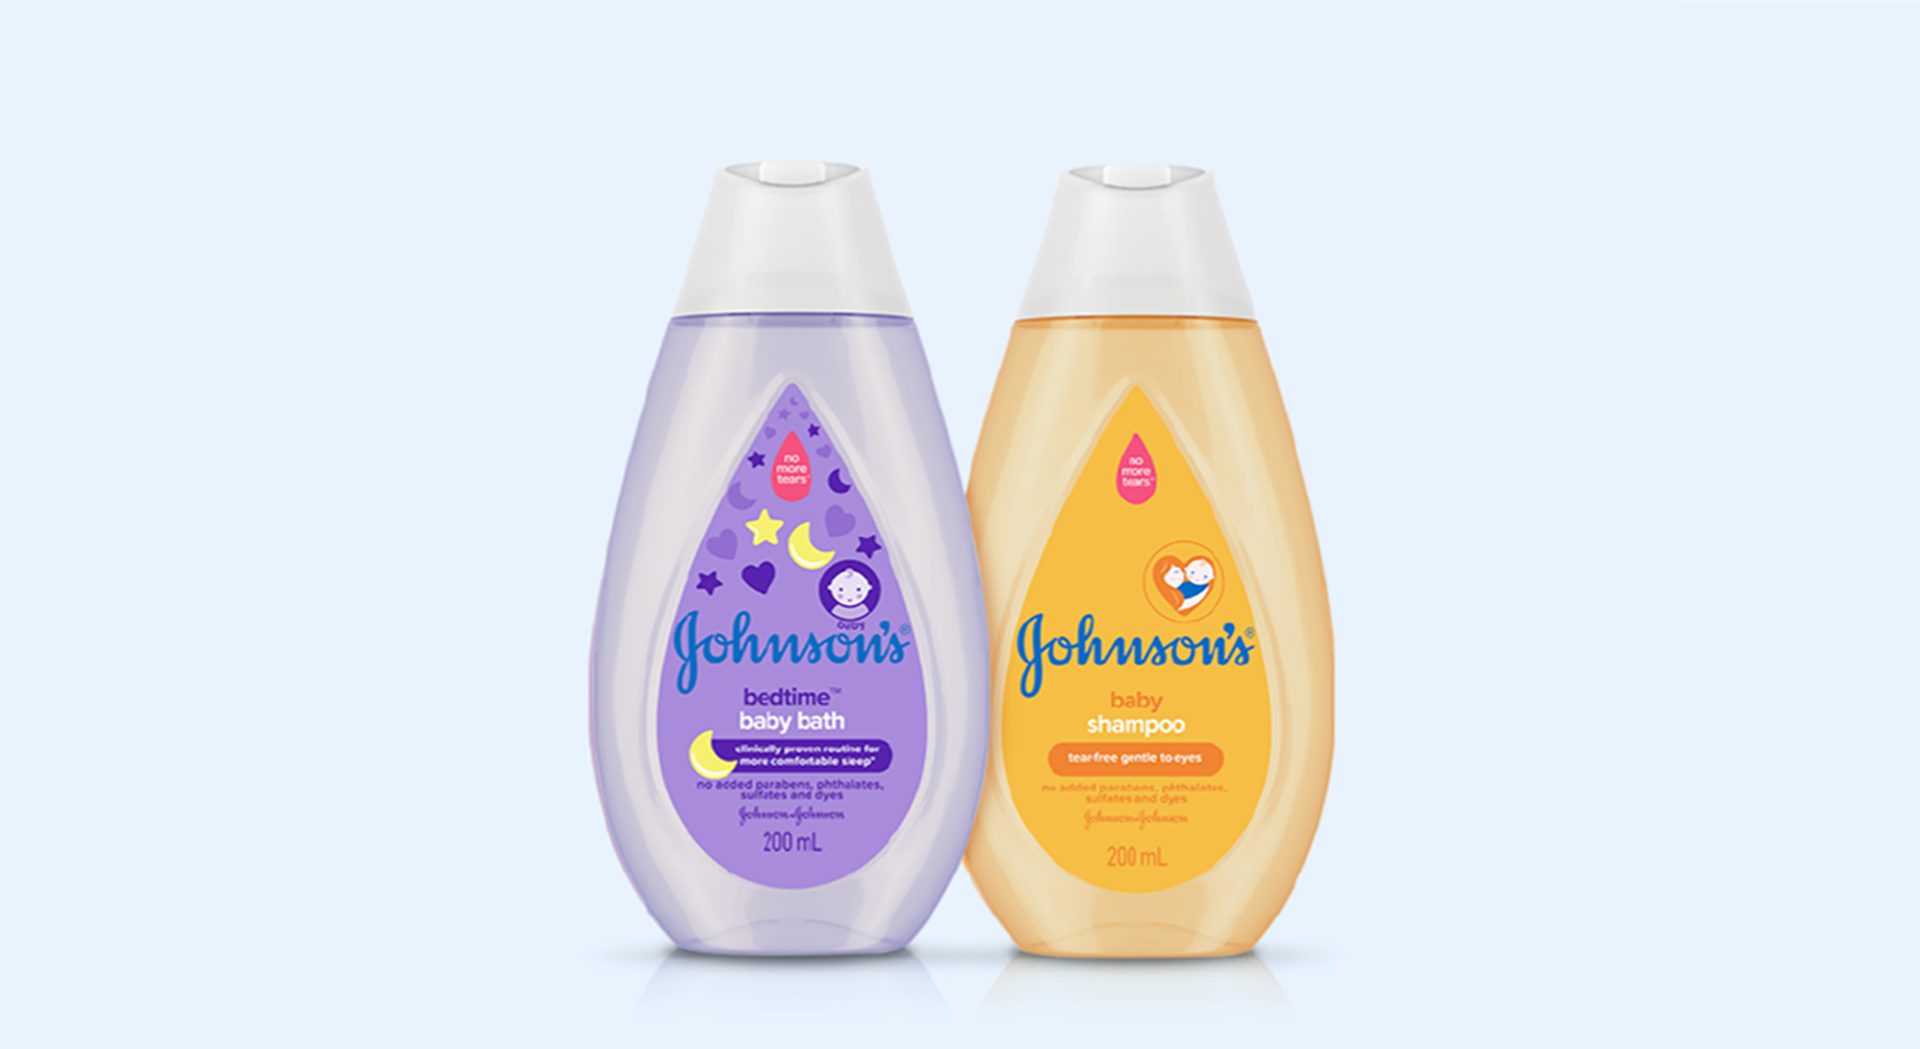 no
more
tears™
baby
Johnson's®
bedtime™
baby bath
clinically proven routine for
more comfortable sleep*
no added parabens, phthalates,
sulfates and dyes
Johnson & Johnson
200 mL
no
more
tears™
Johnson's®
baby
shampoo
tear-free gentle to eyes
no added parabens, phthalates,
sulfates and dyes
Johnson & Johnson
200 mL